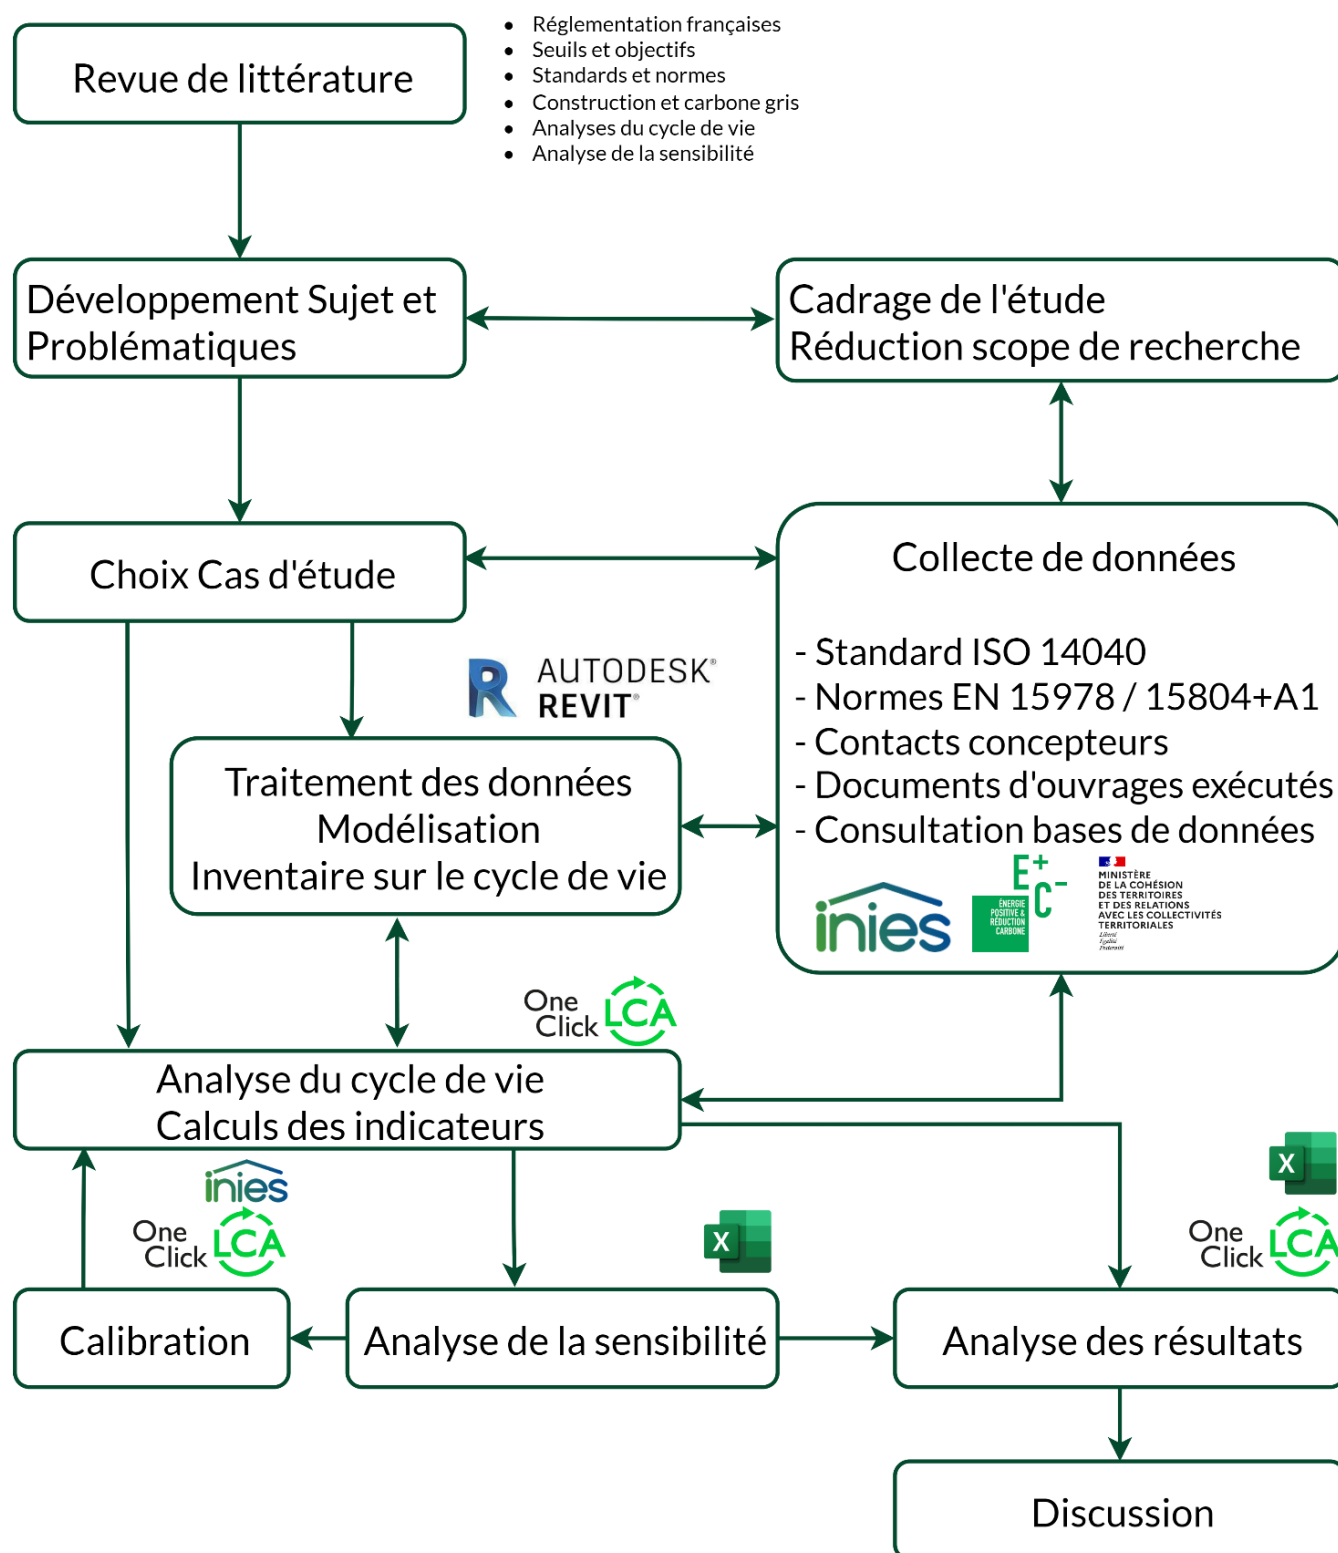 Revue de littérature
• Réglementation françaises
• Seuils et objectifs
• Standards et normes
• Construction et carbone gris
• Analyses du cycle de vie
• Analyse de la sensibilité
Développement Sujet et
Problématiques
Cadrage de l'étude
Réduction scope de recherche
Choix Cas d'étude
Collecte de données
- Standard ISO 14040
- Normes EN 15978 / 15804+A1
- Contacts concepteurs
- Documents d'ouvrages exécutés
- Consultation bases de données
inies
E+
C-
ÉNERGIE
POSITIVE &
RÉDUCTION
CARBONE
MINISTÈRE
DE LA COHÉSION
DES TERRITOIRES
ET DES RELATIONS
AVEC LES COLLECTIVITÉS
TERRITORIALES
Liberté
Égalité
Fraternité
R AUTODESK®
REVIT®
Traitement des données
Modélisation
Inventaire sur le cycle de vie
One
Click LCA
Analyse du cycle de vie
Calculs des indicateurs
inies
One
Click LCA
X
X
One
Click LCA
Calibration
Analyse de la sensibilité
Analyse des résultats
Discussion